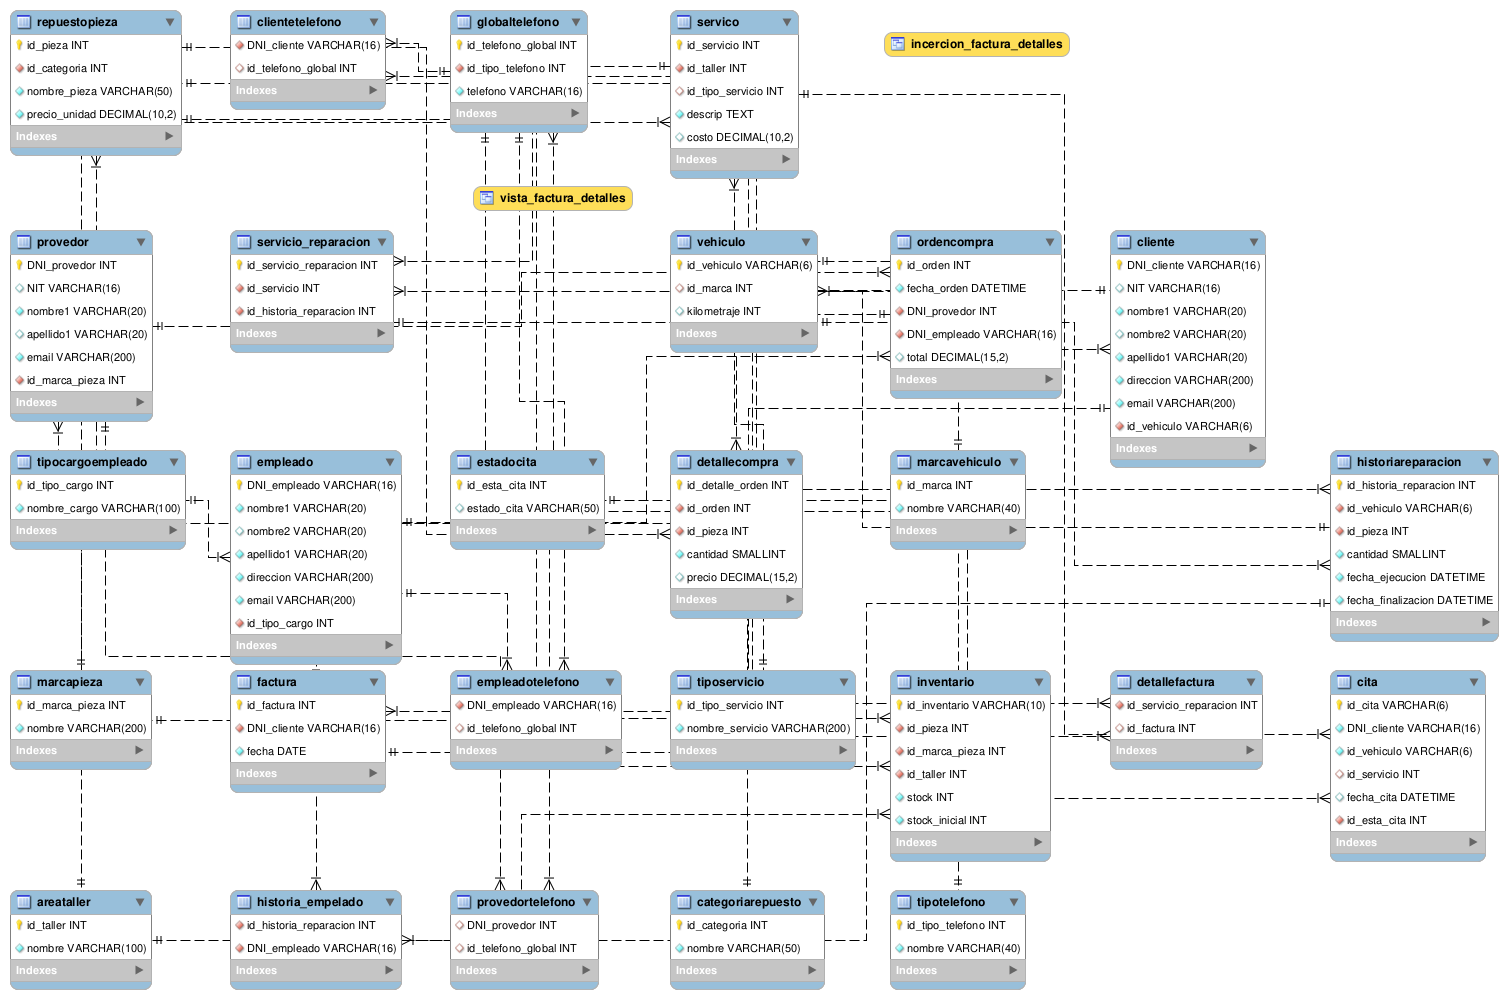 repuestopieza
id_pieza INT
id_categoria INT
nombre_pieza VARCHAR(50)
precio_unidad DECIMAL(10,2)
Indexes
clientetelefono
DNI_cliente VARCHAR(16)
id_telefono_global INT
Indexes
globaltelefono
id_telefono_global INT
id_tipo_telefono INT
telefono VARCHAR(16)
Indexes
servico
id_servicio INT
id_taller INT
id_tipo_servicio INT
descrip TEXT
costo DECIMAL(10,2)
Indexes
incercion_factura_detalles
vista_factura_detalles
provedor
DNI_provedor INT
NIT VARCHAR(16)
nombre1 VARCHAR(20)
apellido1 VARCHAR(20)
email VARCHAR(200)
id_marca_pieza INT
Indexes
servicio_reparacion
id_servicio_reparacion INT
id_servicio INT
id_historia_reparacion INT
Indexes
vehiculo
id_vehiculo VARCHAR(6)
id_marca INT
kilometraje INT
Indexes
ordencompra
id_orden INT
fecha_orden DATETIME
DNI_provedor INT
DNI_empleado VARCHAR(16)
total DECIMAL(15,2)
Indexes
cliente
DNI_cliente VARCHAR(16)
NIT VARCHAR(16)
nombre1 VARCHAR(20)
nombre2 VARCHAR(20)
apellido1 VARCHAR(20)
direccion VARCHAR(200)
email VARCHAR(200)
id_vehiculo VARCHAR(6)
Indexes
tipocargoempleado
id_tipo_cargo INT
nombre_cargo VARCHAR(100)
Indexes
empleado
DNI_empleado VARCHAR(16)
nombre1 VARCHAR(20)
nombre2 VARCHAR(20)
apellido1 VARCHAR(20)
direccion VARCHAR(200)
email VARCHAR(200)
id_tipo_cargo INT
Indexes
estadocita
id_esta_cita INT
estado_cita VARCHAR(50)
Indexes
detallecompra
id_detalle_orden INT
id_orden INT
id_pieza INT
cantidad SMALLINT
precio DECIMAL(15,2)
Indexes
marcavehiculo
id_marca INT
nombre VARCHAR(40)
Indexes
historiareparacion
id_historia_reparacion INT
id_vehiculo VARCHAR(6)
id_pieza INT
cantidad SMALLINT
fecha_ejecucion DATETIME
fecha_finalizacion DATETIME
Indexes
marcapieza
id_marca_pieza INT
nombre VARCHAR(200)
Indexes
factura
id_factura INT
DNI_cliente VARCHAR(16)
fecha DATE
Indexes
empleadotelefono
DNI_empleado VARCHAR(16)
id_telefono_global INT
Indexes
tiposervicio
id_tipo_servicio INT
nombre_servicio VARCHAR(200)
Indexes
inventario
id_inventario VARCHAR(10)
id_pieza INT
id_marca_pieza INT
id_taller INT
stock INT
stock_inicial INT
Indexes
detallefactura
id_servicio_reparacion INT
id_factura INT
Indexes
cita
id_cita VARCHAR(6)
DNI_cliente VARCHAR(16)
id_vehiculo VARCHAR(6)
id_servicio INT
fecha_cita DATETIME
id_esta_cita INT
Indexes
areataller
id_taller INT
nombre VARCHAR(100)
Indexes
historia_empelado
id_historia_reparacion INT
DNI_empleado VARCHAR(16)
Indexes
provedortelefono
DNI_provedor INT
id_telefono_global INT
Indexes
categoriarepuesto
id_categoria INT
nombre VARCHAR(50)
Indexes
tipotelefono
id_tipo_telefono INT
nombre VARCHAR(40)
Indexes